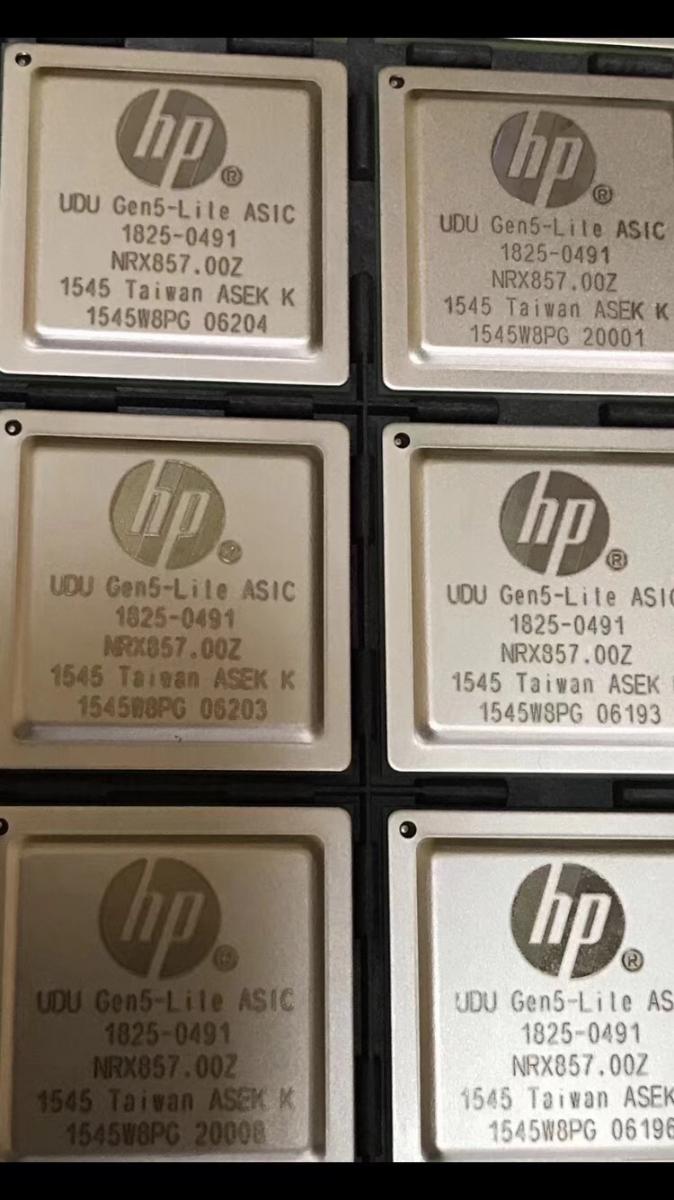 hp®
UDU Gen5-Lite ASIC
1825-0491
NRX857.00Z
1545 Taiwan ASEK K
1545W8PG 06204
hp®
UDU Gen5-Lite ASIC
1825-0491
NRX857.00Z
1545 Taiwan ASEK K
1545W8PG 20001
hp®
UDU Gen5-Lite ASIC
1825-0491
NRX857.00Z
1545 Taiwan ASEK K
1545W8PG 06203
hp®
UDU Gen5-Lite ASIC
1825-0491
NRX857.00Z
1545 Taiwan ASEK
1545W8PG 06193
hp®
UDU Gen5-Lite ASIC
1825-0491
NRX857.00Z
1545 Taiwan ASEK K
1545W8PG 20008
hp®
UDU Gen5-Lite AS
1825-0491
NRX857.00Z
1545 Taiwan ASEK
1545W8PG 06196